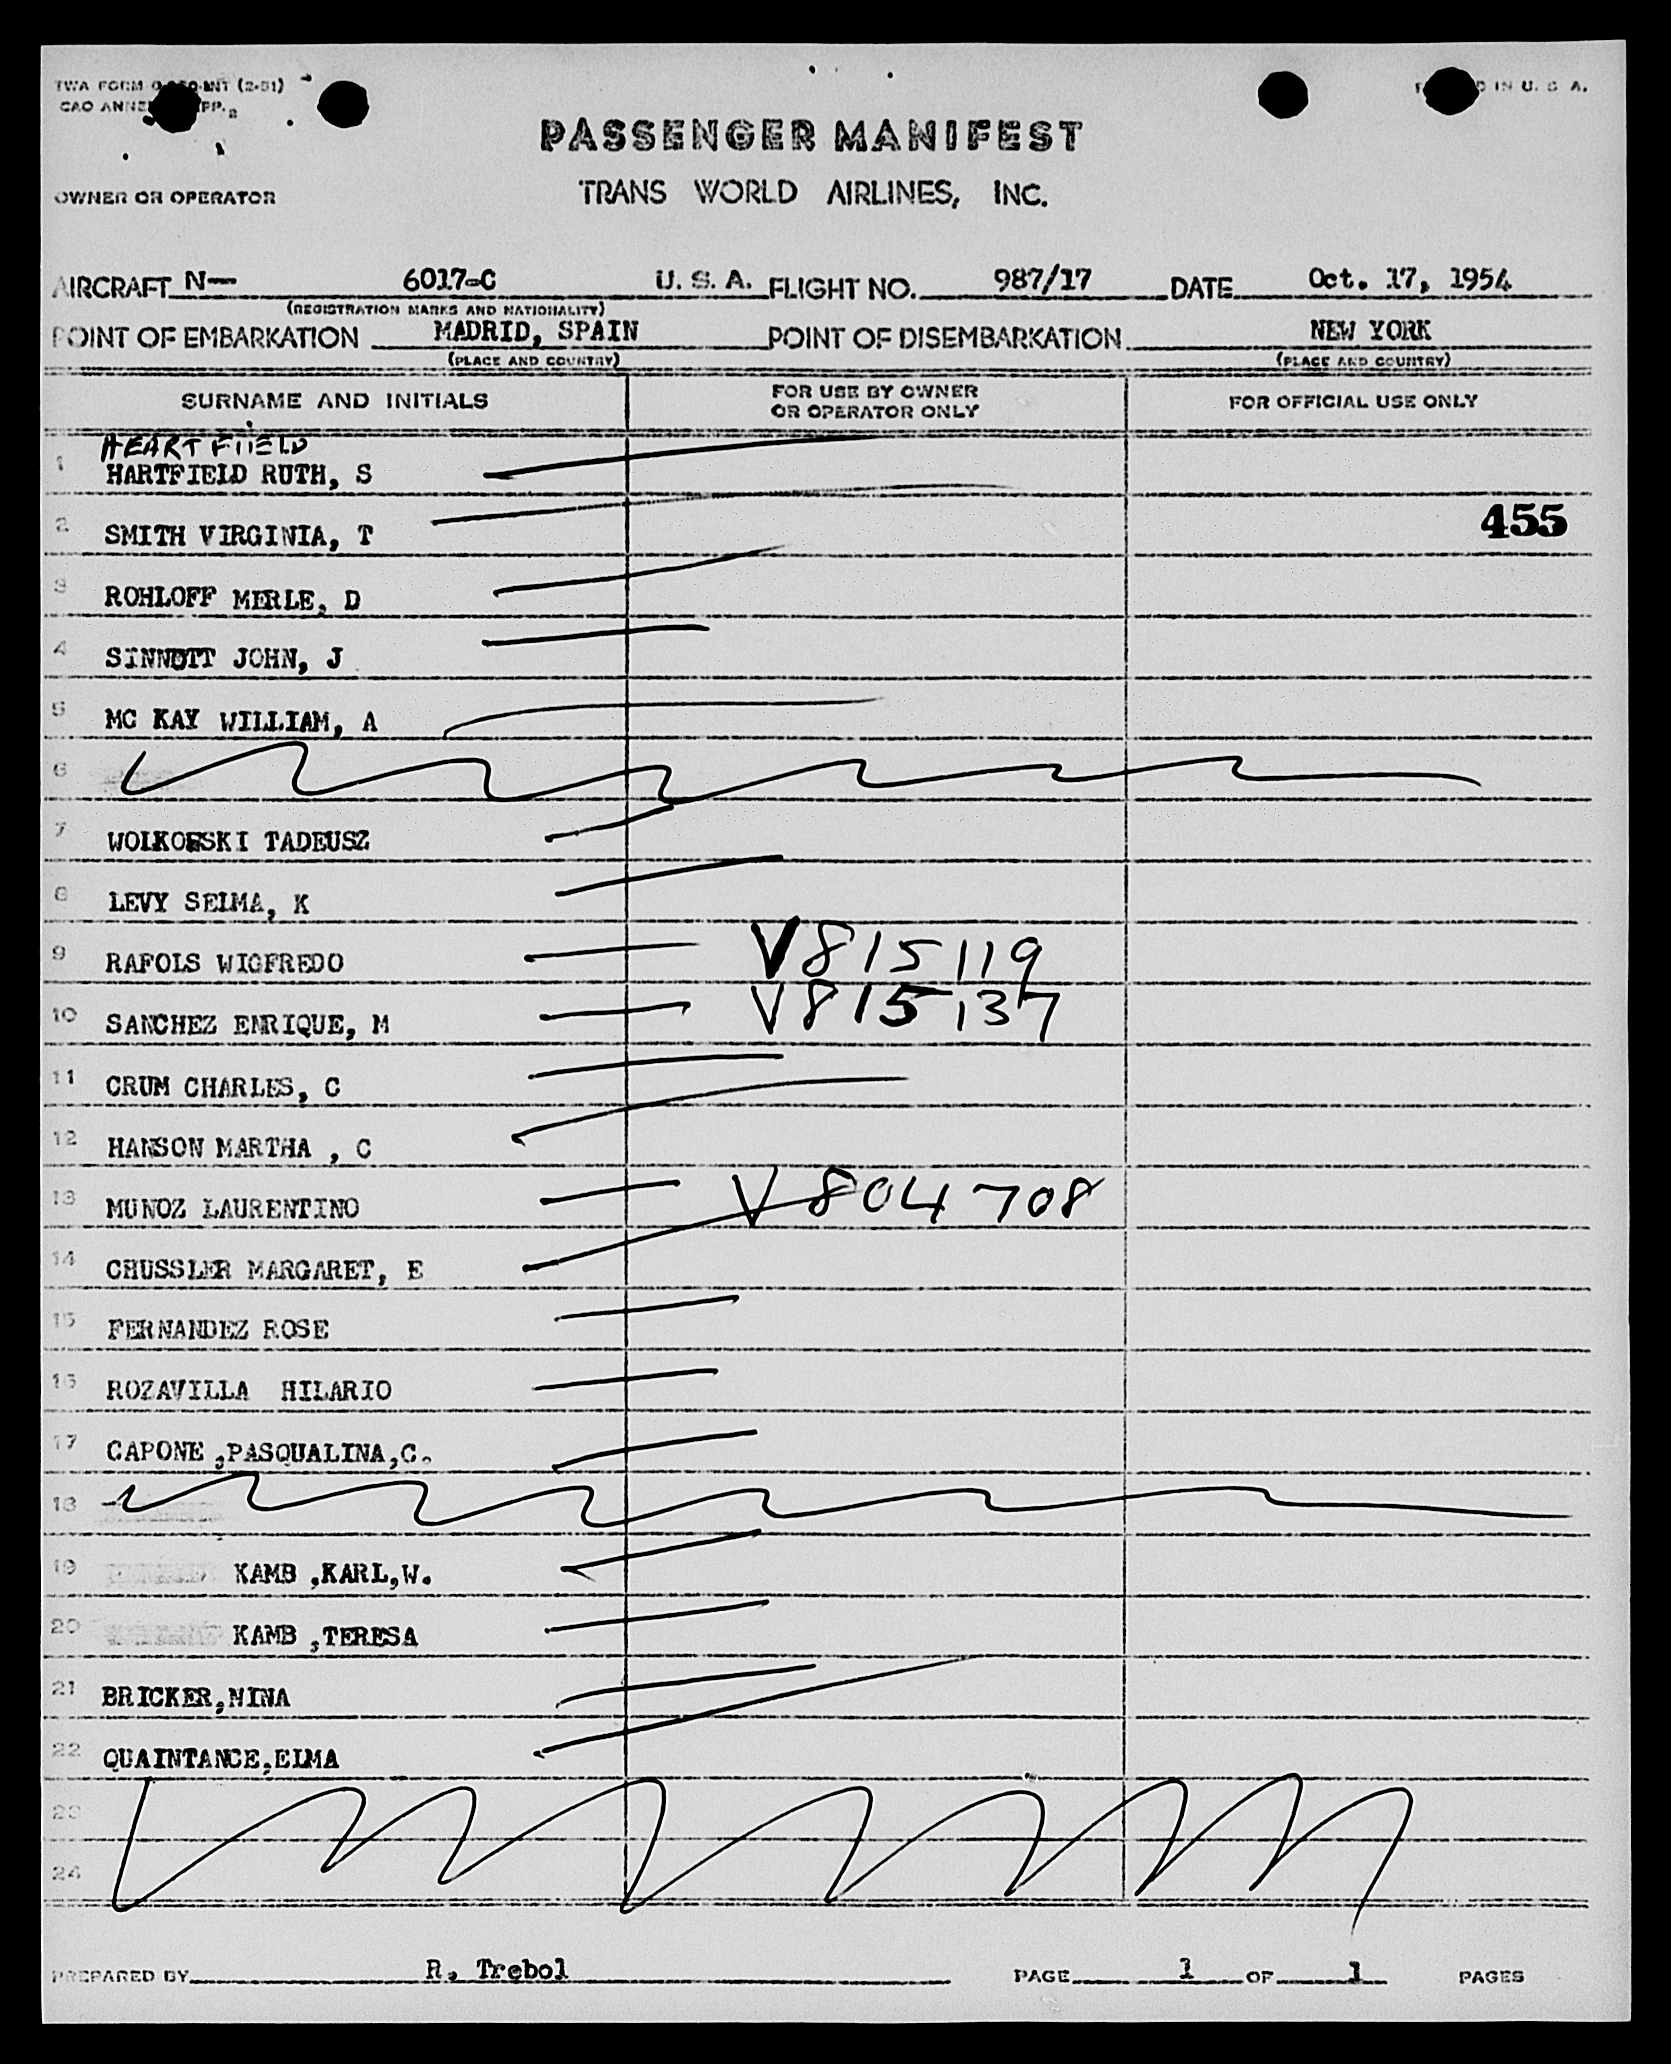 TWA FORM (2-51)
PASSENGER MANIFEST
OWNER OR OPERATOR
TRANS WORLD AIRLINES, INC.
AIRCRAFT N— 6017-C U. S. A. FLIGHT NO. 987/17 DATE Oct. 17, 1954
(REGISTRATION MARKS AND NATIONALITY)
POINT OF EMBARKATION MADRID, SPAIN POINT OF DISEMBARKATION NEW YORK
(PLACE AND COUNTRY) (PLACE AND COUNTRY)
SURNAME AND INITIALS FOR USE BY OWNER OR OPERATOR ONLY FOR OFFICIAL USE ONLY
HEARTFIIELD
1 HARTFIELD RUTH, S
455
2 SMITH VIRGINIA, T
3 ROHLOFF MERLE, D
4 SINNOTT JOHN, J
5 MC KAY WILLIAM, A
6
7 WOLKOWSKI TADEUSZ
8 LEVY SELMA, K
9 RAFOLS WIGFREDO V815119
10 SANCHEZ ENRIQUE, M V815137
11 CRUM CHARLES, C
12 HANSON MARTHA , C
13 MUNOZ LAURENTINO V804708
14 CHUSSLER MARGARET, E
15 FERNANDEZ ROSE
16 ROZAVILLA HILARIO
17 CAPONE ,PASQUALINA,C.
18
19 KAMB ,KARL,W.
20 KAMB ,TERESA
21 BRICKER,NINA
22 QUAINTANCE,ELMA
23
24
PREPARED BY R. Trebol PAGE 1 OF 1 PAGES